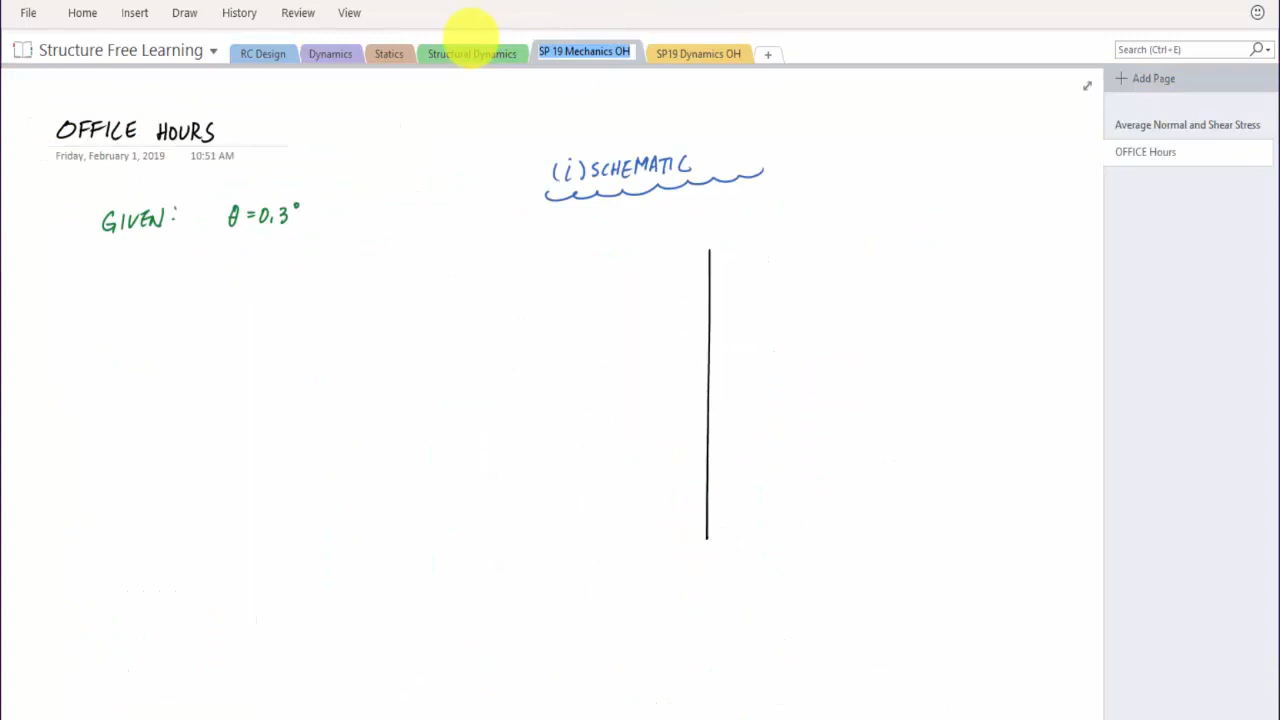 File Home Insert Draw History Review View
Structure Free Learning RC Design Dynamics Statics Structural Dynamics SP 19 Mechanics OH SP19 Dynamics OH + Search (Ctrl+E)
+ Add Page
OFFICE HOURS
Friday, February 1, 2019 10:51 AM
Average Normal and Shear Stress
OFFICE Hours
(i) SCHEMATIC
GIVEN: θ = 0.3°